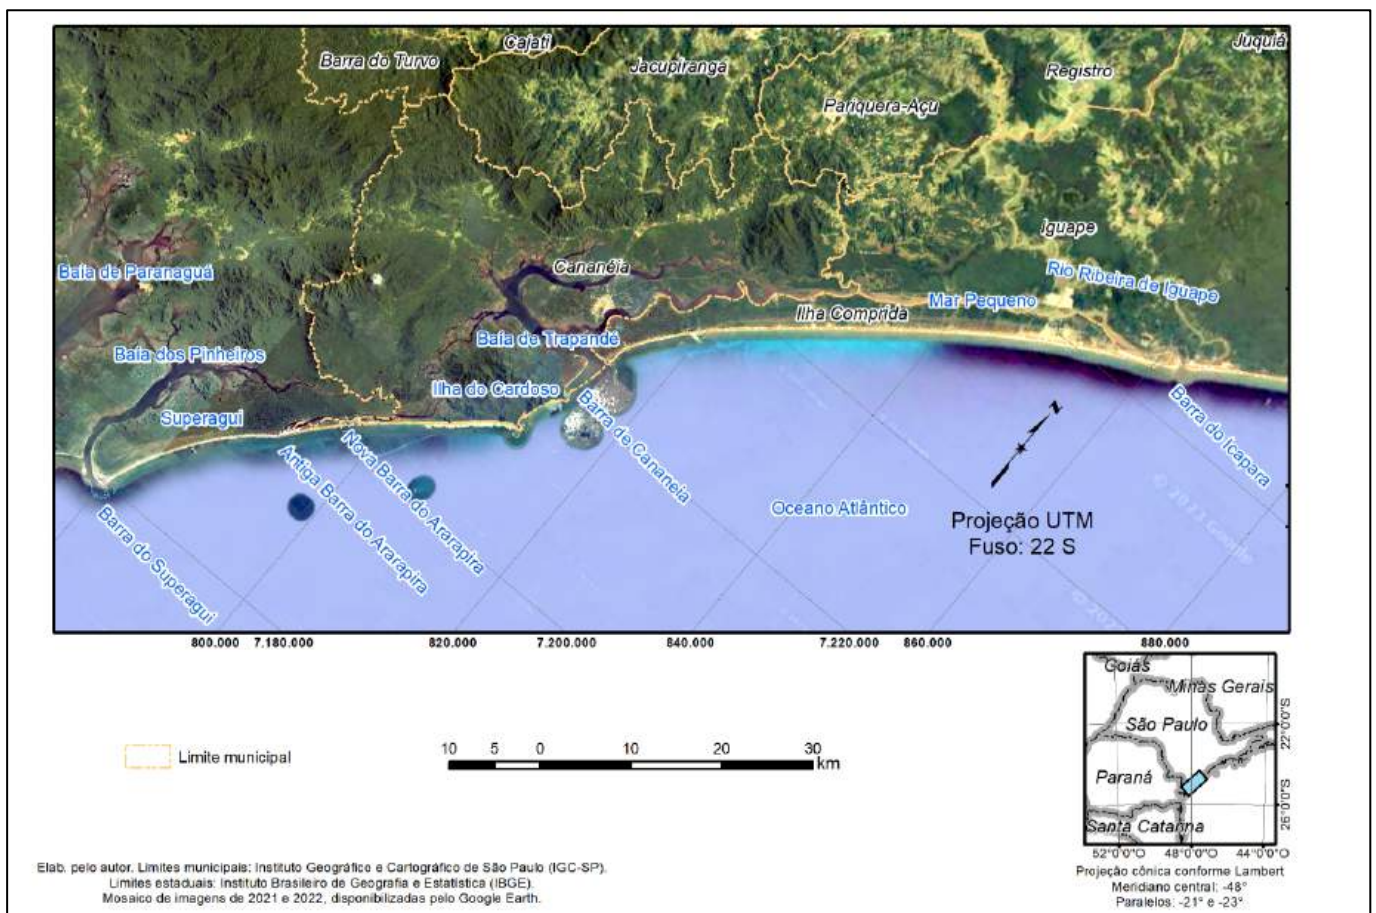 Cajati
Juquiá
Barra do Turvo
Jacupiranga
Registro
Pariquera-Açu
Iguape
Baía de Paranaguá
Cananéia
Rio Ribeira de Iguape
Mar Pequeno
Ilha Comprida
Baía de Trapandé
Baía dos Pinheiros
Ilha do Cardoso
Superagui
Barra de Cananeia
Barra do Icapara
Nova Barra do Ararapira
Antiga Barra do Ararapira
Barra do Superagui
N
Oceano Atlântico
Projeção UTM
Fuso: 22 S
© 2023 Google
© 202
800.000 7.180.000 820.000 7.200.000 840.000 7.220.000 860.000 880.000
Limite municipal
10 5 0 10 20 30
km
Goiás
Minas Gerais
São Paulo
Paraná
Santa Catarina
22°0'0"S
26°0'0"S
52°0'0"O 48°0'0"O 44°0'0"O
Projeção cônica conforme Lambert
Meridiano central: -48°
Paralelos: -21° e -23°
Elab. pelo autor. Limites municipais: Instituto Geográfico e Cartográfico de São Paulo (IGC-SP).
Limites estaduais: Instituto Brasileiro de Geografia e Estatística (IBGE).
Mosaico de imagens de 2021 e 2022, disponibilizadas pelo Google Earth.